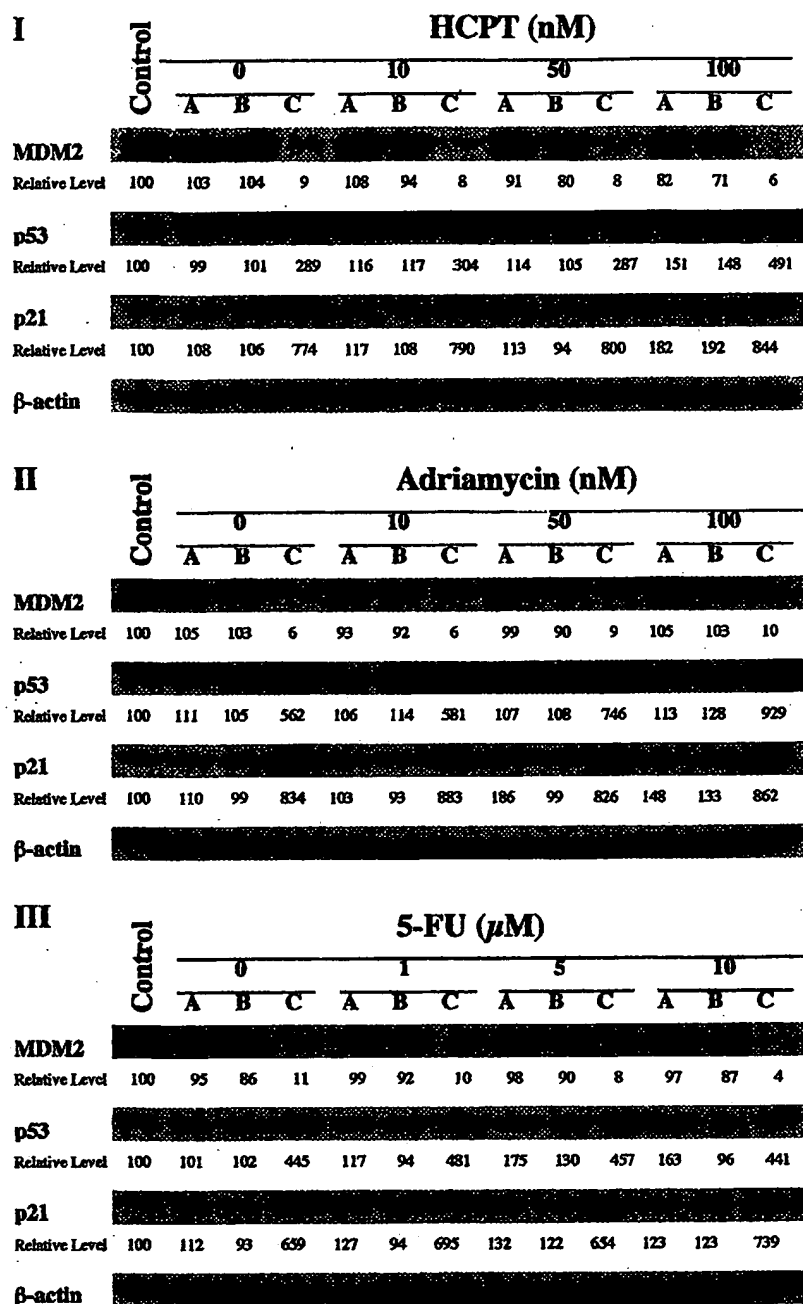 I
HCPT (nM)
Control
0 10 50 100
A B C A B C A B C A B C
MDM2
Relative Level 100 103 104 9 108 94 8 91 80 8 82 71 6
p53
Relative Level 100 99 101 289 116 117 304 114 105 287 151 148 491
p21
Relative Level 100 108 106 774 117 108 790 113 94 800 182 192 844
β-actin
II
Adriamycin (nM)
Control
0 10 50 100
A B C A B C A B C A B C
MDM2
Relative Level 100 105 103 6 93 92 6 99 90 9 105 103 10
p53
Relative Level 100 111 105 562 106 114 581 107 108 746 113 128 929
p21
Relative Level 100 110 99 834 103 93 883 186 99 826 148 133 862
β-actin
III
5-FU (μM)
Control
0 1 5 10
A B C A B C A B C A B C
MDM2
Relative Level 100 95 86 11 99 92 10 98 90 8 97 87 4
p53
Relative Level 100 101 102 445 117 94 481 175 130 457 163 96 441
p21
Relative Level 100 112 93 659 127 94 695 132 122 654 123 123 739
β-actin